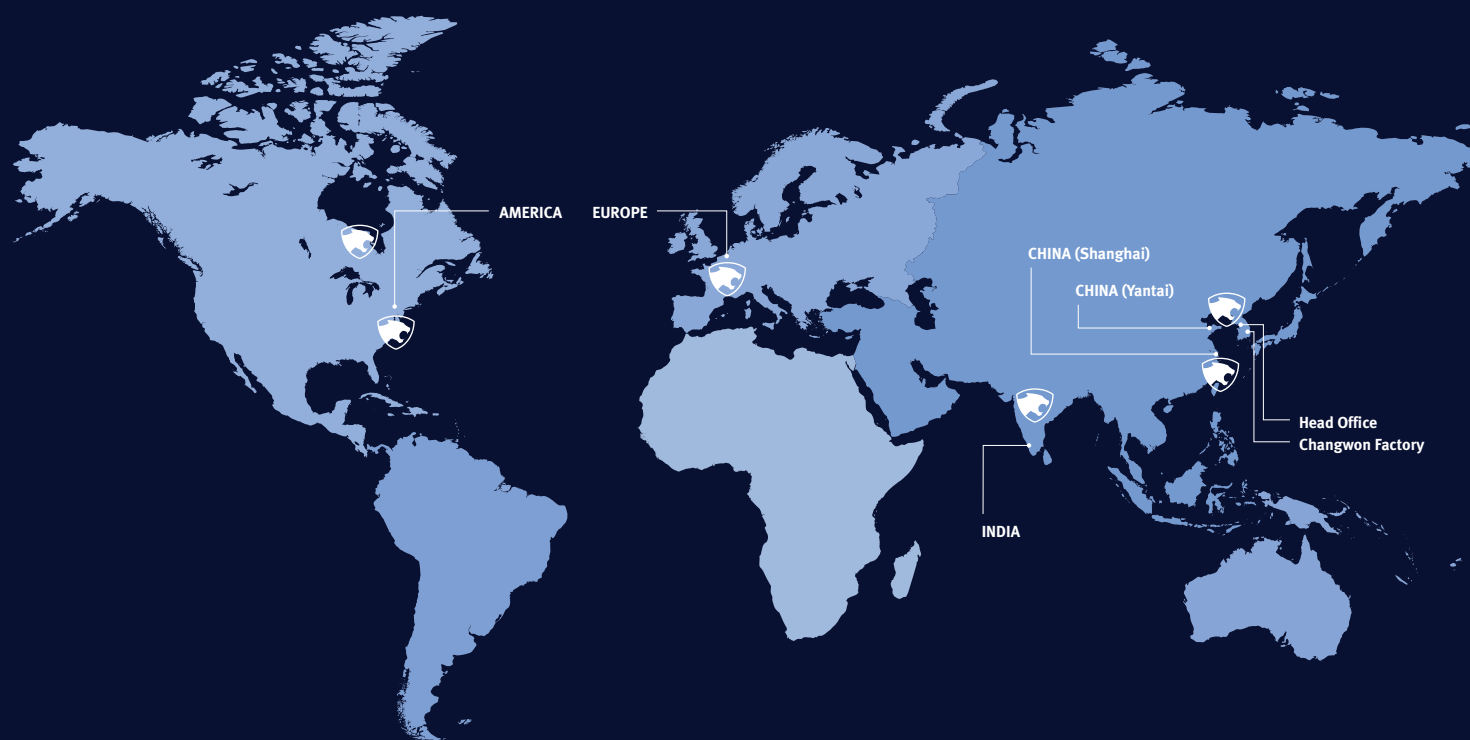 AMERICA
EUROPE
CHINA (Shanghai)
CHINA (Yantai)
Head Office
Changwon Factory
INDIA